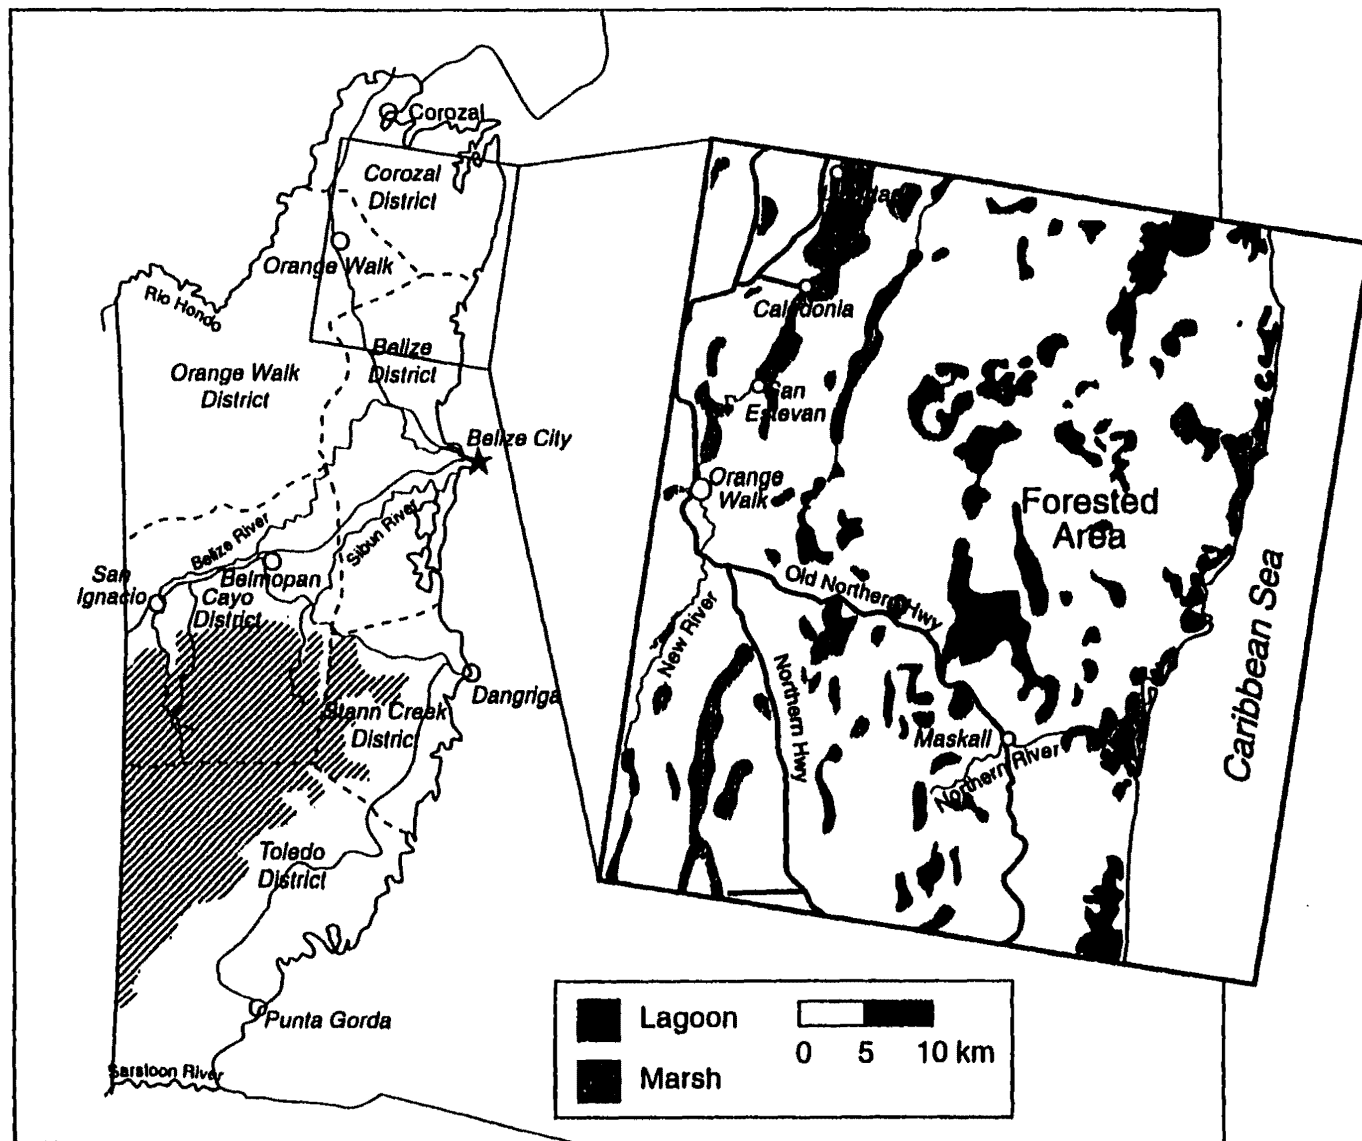 Corozal
Corozal
District
Orange Walk
Rio Hondo
Orange Walk
District
Belize
District
Belize City
Belize River
Sibun River
San
Ignacio
Belmopan
Cayo
District
Dangriga
Stann Creek
District
Toledo
District
Punta Gorda
Sarstoon River
Caledonia
San
Estevan
Orange
Walk
Forested
Area
Old Northern Hwy
New River
Northern Hwy
Maskall
Northern River
Caribbean Sea
Lagoon
Marsh
0 5 10 km